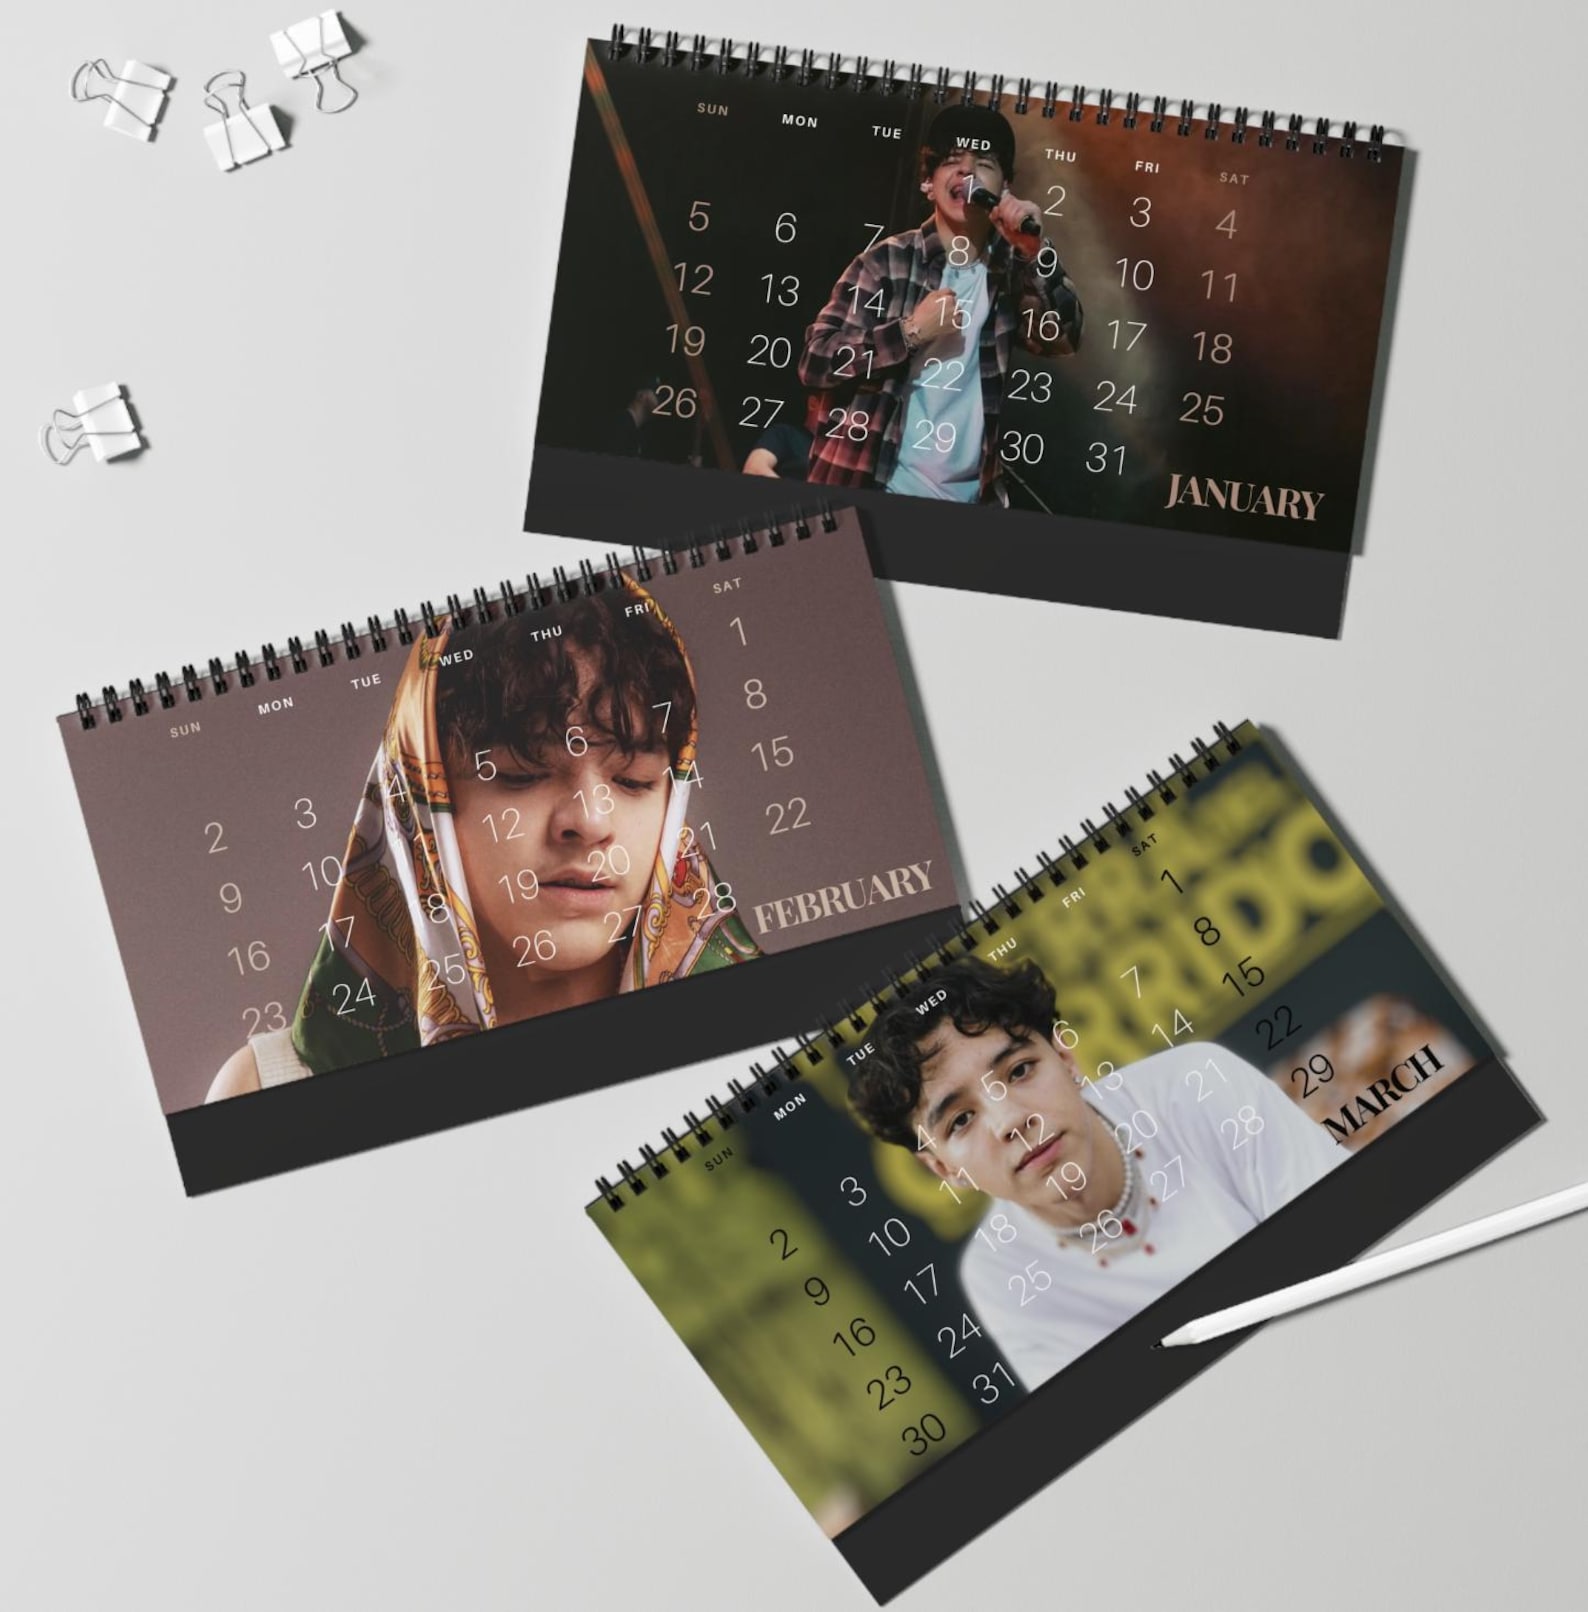 SUN MON TUE WED THU FRI SAT
1 2 3 4
5 6 7 8 9 10 11
12 13 14 15 16 17 18
19 20 21 22 23 24 25
26 27 28 29 30 31
JANUARY
SUN MON TUE WED THU FRI SAT
1
2 3 4 5 6 7 8
9 10 11 12 13 14 15
16 17 18 19 20 21 22
23 24 25 26 27 28
FEBRUARY
SUN MON TUE WED THU FRI SAT
1
2 3 4 5 6 7 8
9 10 11 12 13 14 15
16 17 18 19 20 21 22
23 24 25 26 27 28 29
30 31
MARCH